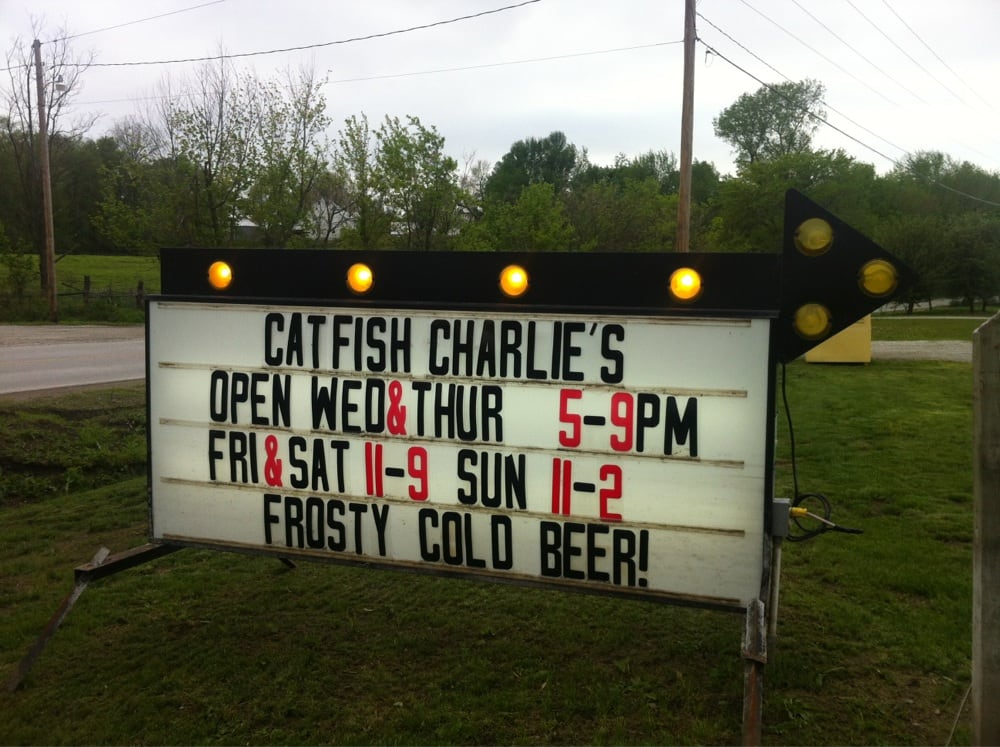 CATFISH CHARLIE'S
OPEN WED&THUR 5-9PM
FRI&SAT 11-9 SUN 11-2
FROSTY COLD BEER!